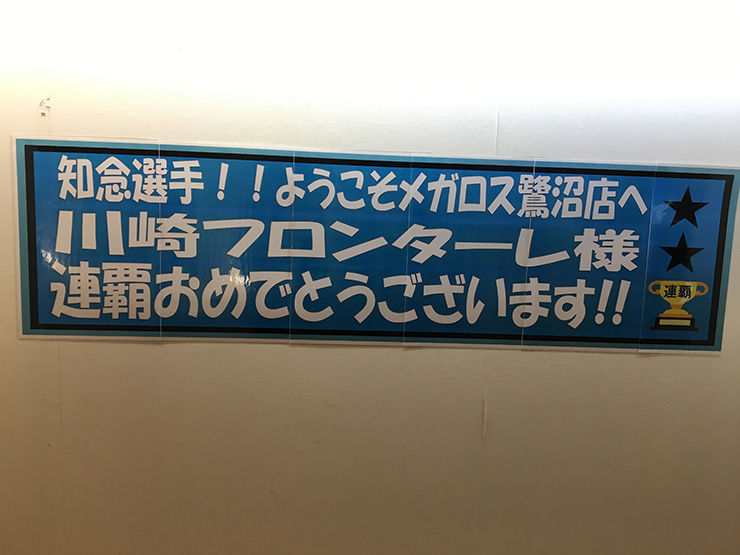 知念選手!!ようこそメガロス鷺沼店へ
川崎フロンターレ様
連覇おめでとうございます!!
連覇